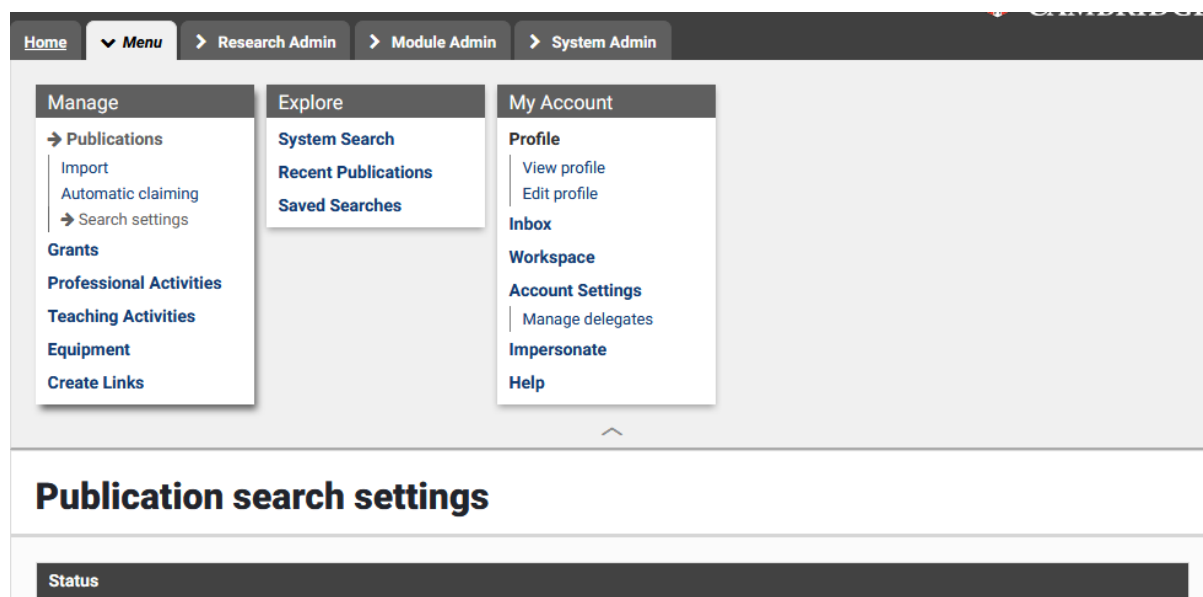 Home
Menu
Research Admin
Module Admin
System Admin
Manage
Publications
Import
Automatic claiming
Search settings
Grants
Professional Activities
Teaching Activities
Equipment
Create Links
Explore
System Search
Recent Publications
Saved Searches
My Account
Profile
View profile
Edit profile
Inbox
Workspace
Account Settings
Manage delegates
Impersonate
Help
Publication search settings
Status